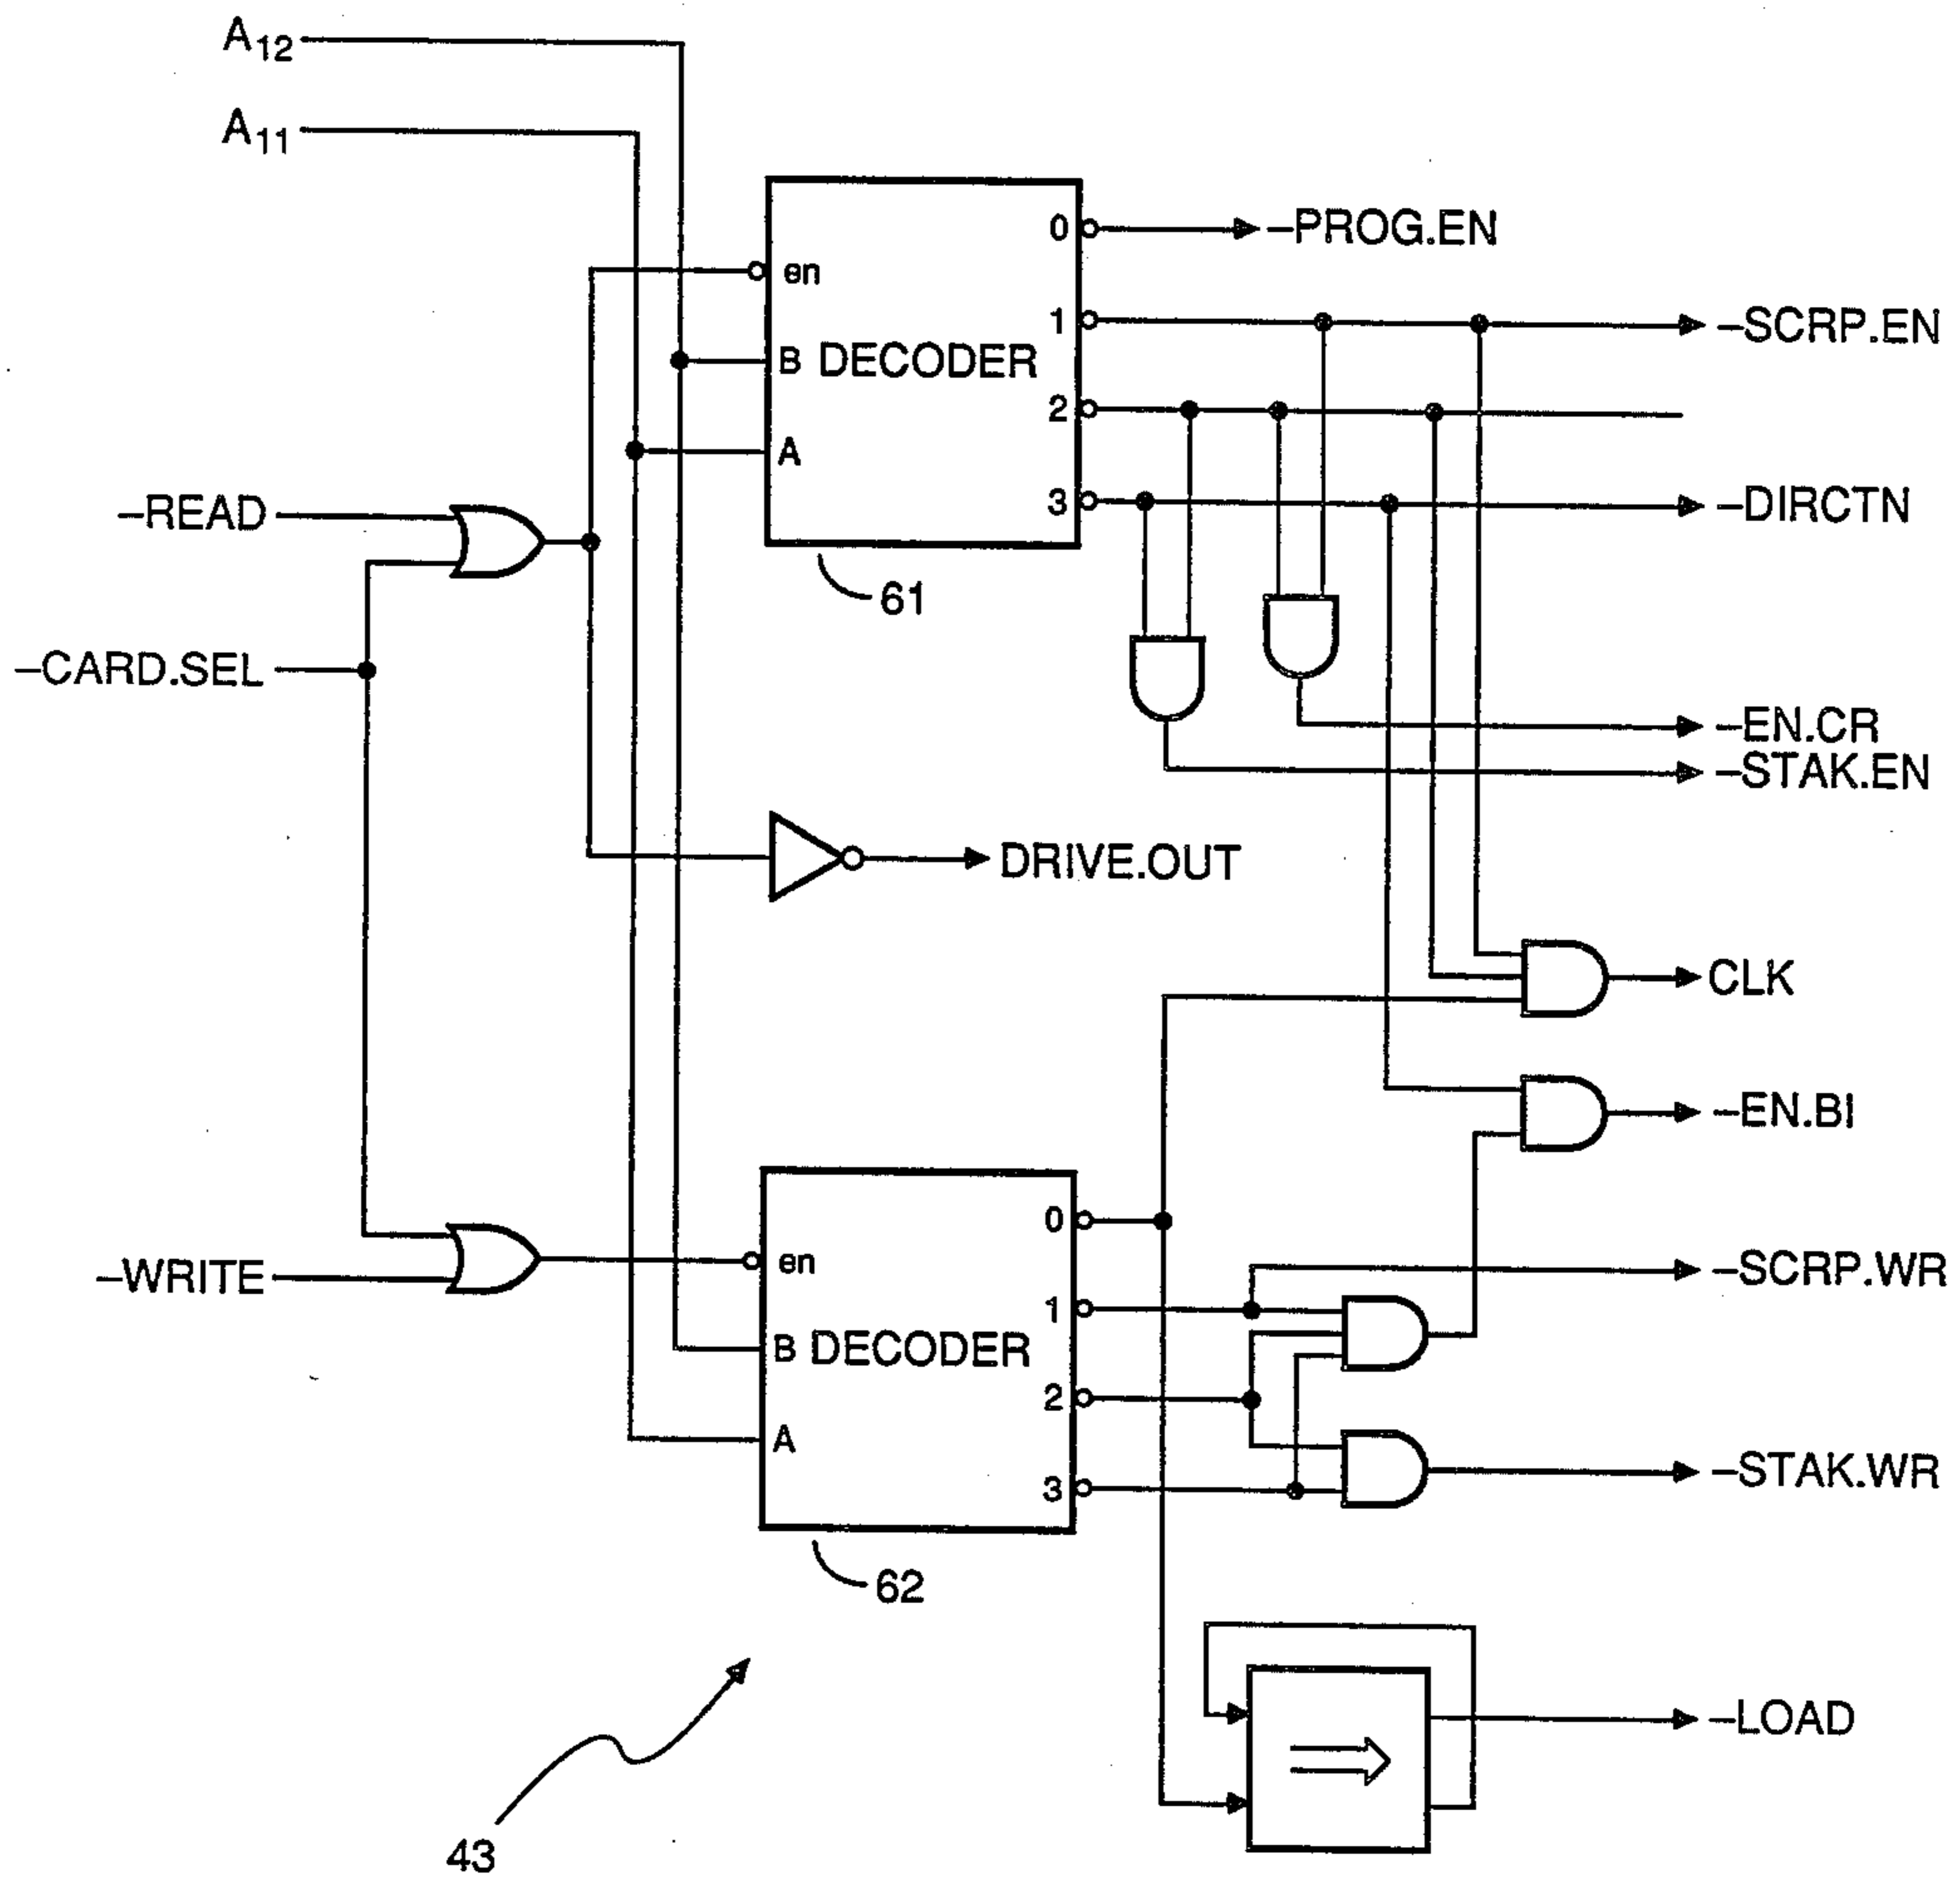 A12
A11
0 –PROG.EN
en
1 –SCRP.EN
B DECODER
2
A
–READ
3 –DIRCTN
61
–CARD.SEL
–EN.CR
–STAK.EN
DRIVE.OUT
CLK
–EN.BI
0
en
–WRITE
–SCRP.WR
1
B DECODER
2
A
–STAK.WR
3
62
–LOAD
43